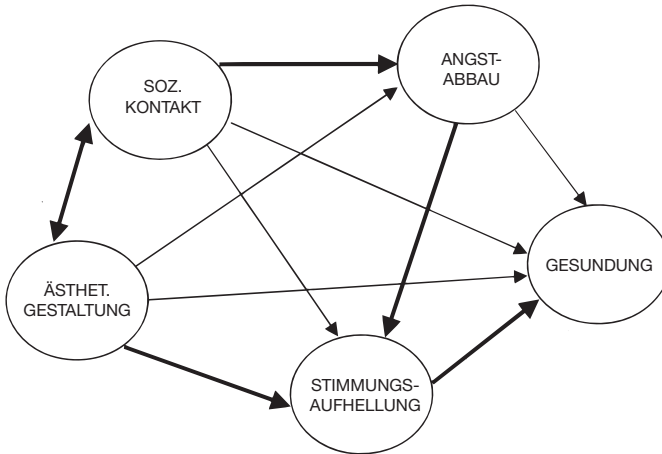 SOZ.
KONTAKT
ANGST-
ABBAU
GESUNDUNG
ÄSTHET.
GESTALTUNG
STIMMUNGS-
AUFHELLUNG